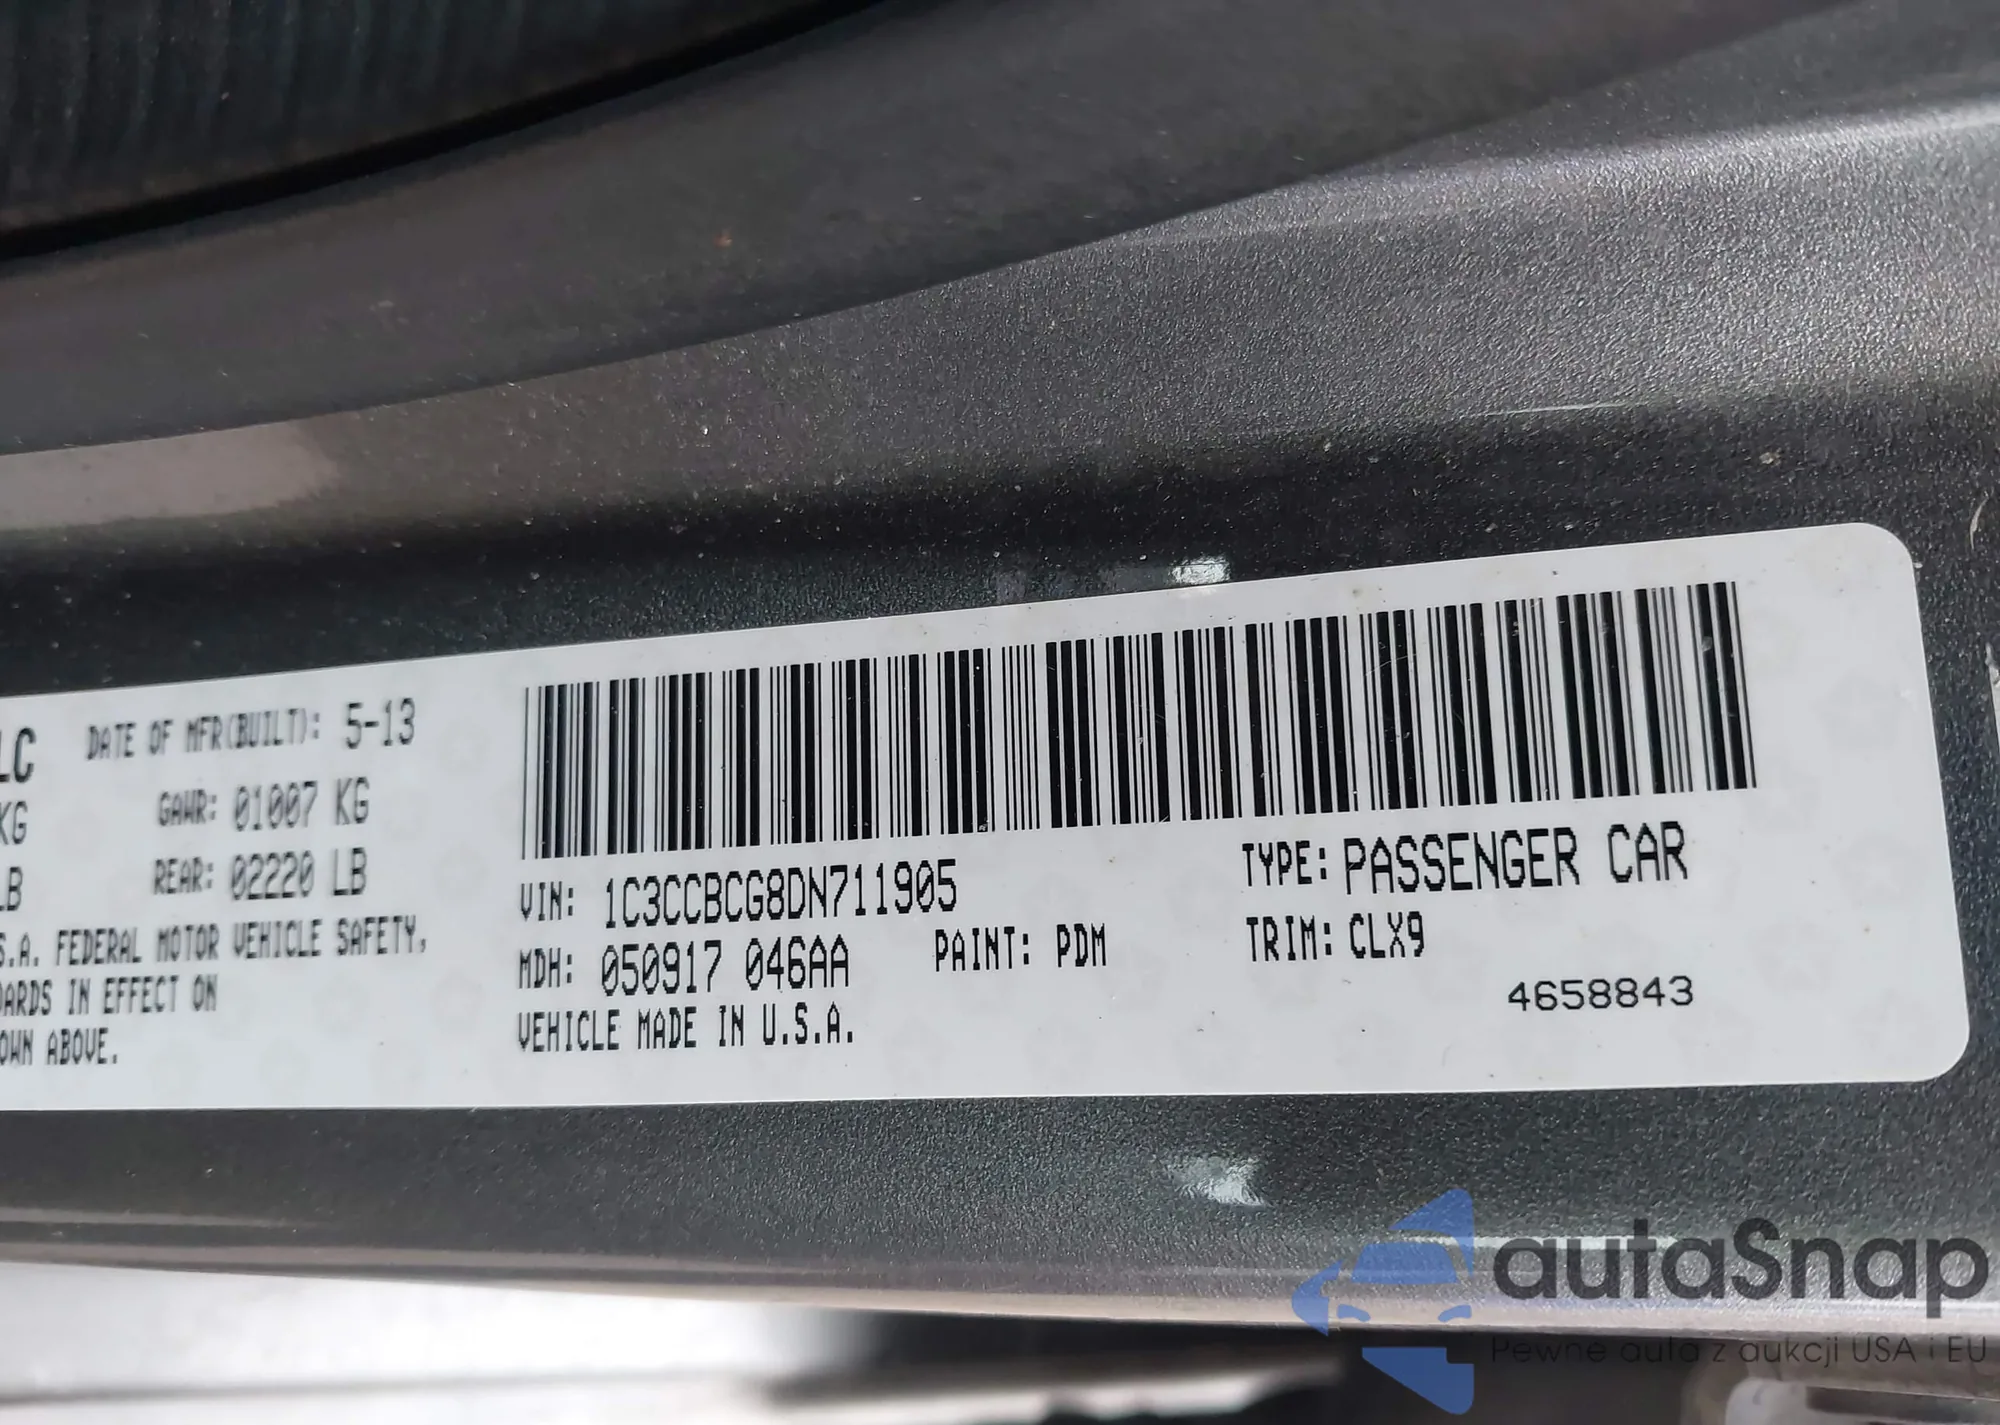 LC DATE OF MFR(BUILT): 5-13
KG GAWR: 01007 KG
LB REAR: 02220 LB
S.A. FEDERAL MOTOR VEHICLE SAFETY,
DARDS IN EFFECT ON
OWN ABOVE.
VIN: 1C3CCBCG8DN711905
TYPE: PASSENGER CAR
MDH: 050917 046AA PAINT: PDM TRIM: CLX9
VEHICLE MADE IN U.S.A.
4658843
autaSnap
Pewne auta z aukcji USA i EU